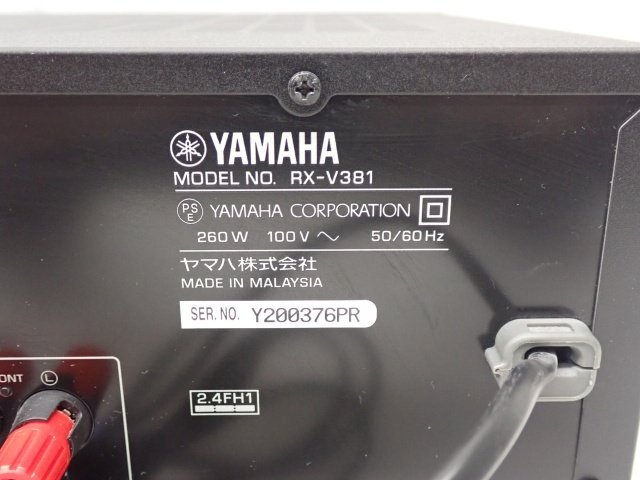 YAMAHA
MODEL NO. RX-V381
PS E YAMAHA CORPORATION
260 W 100 V ～ 50/60 Hz
ヤマハ株式会社
MADE IN MALAYSIA
SER. NO. Y200376PR
ONT L
2.4FH1